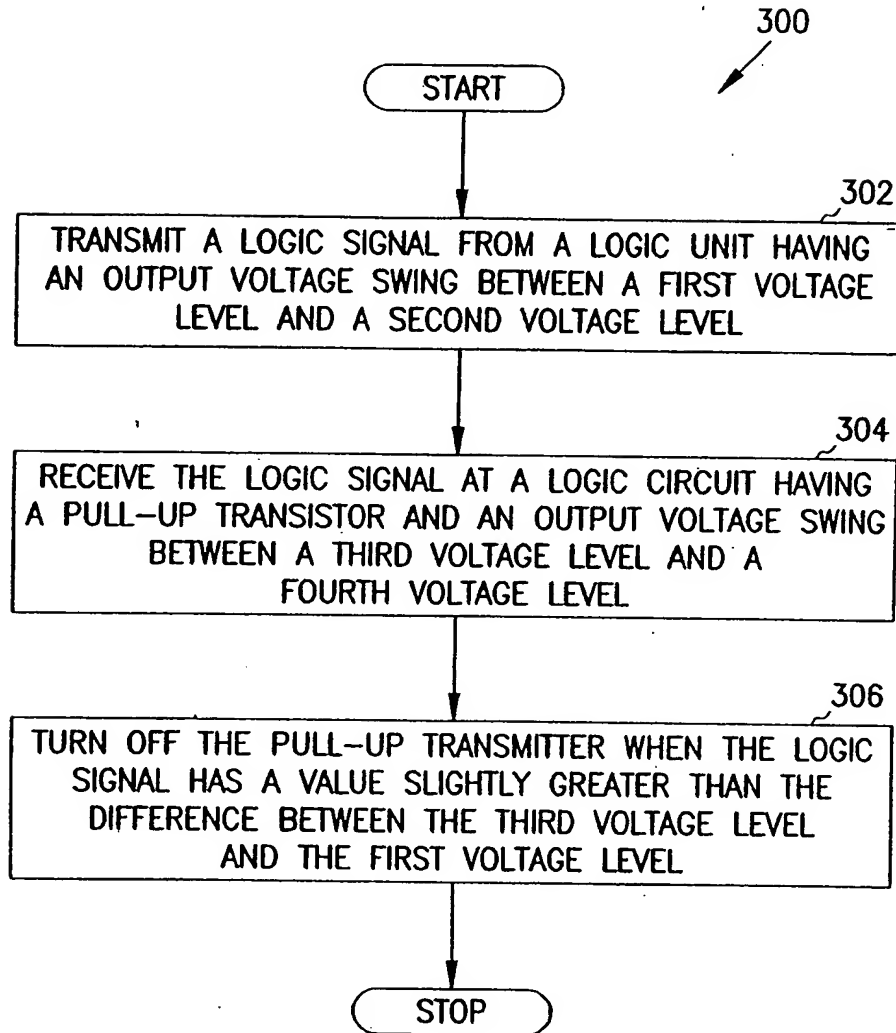 300
START
302
TRANSMIT A LOGIC SIGNAL FROM A LOGIC UNIT HAVING
AN OUTPUT VOLTAGE SWING BETWEEN A FIRST VOLTAGE
LEVEL AND A SECOND VOLTAGE LEVEL
304
RECEIVE THE LOGIC SIGNAL AT A LOGIC CIRCUIT HAVING
A PULL-UP TRANSISTOR AND AN OUTPUT VOLTAGE SWING
BETWEEN A THIRD VOLTAGE LEVEL AND A
FOURTH VOLTAGE LEVEL
306
TURN OFF THE PULL-UP TRANSMITTER WHEN THE LOGIC
SIGNAL HAS A VALUE SLIGHTLY GREATER THAN THE
DIFFERENCE BETWEEN THE THIRD VOLTAGE LEVEL
AND THE FIRST VOLTAGE LEVEL
STOP